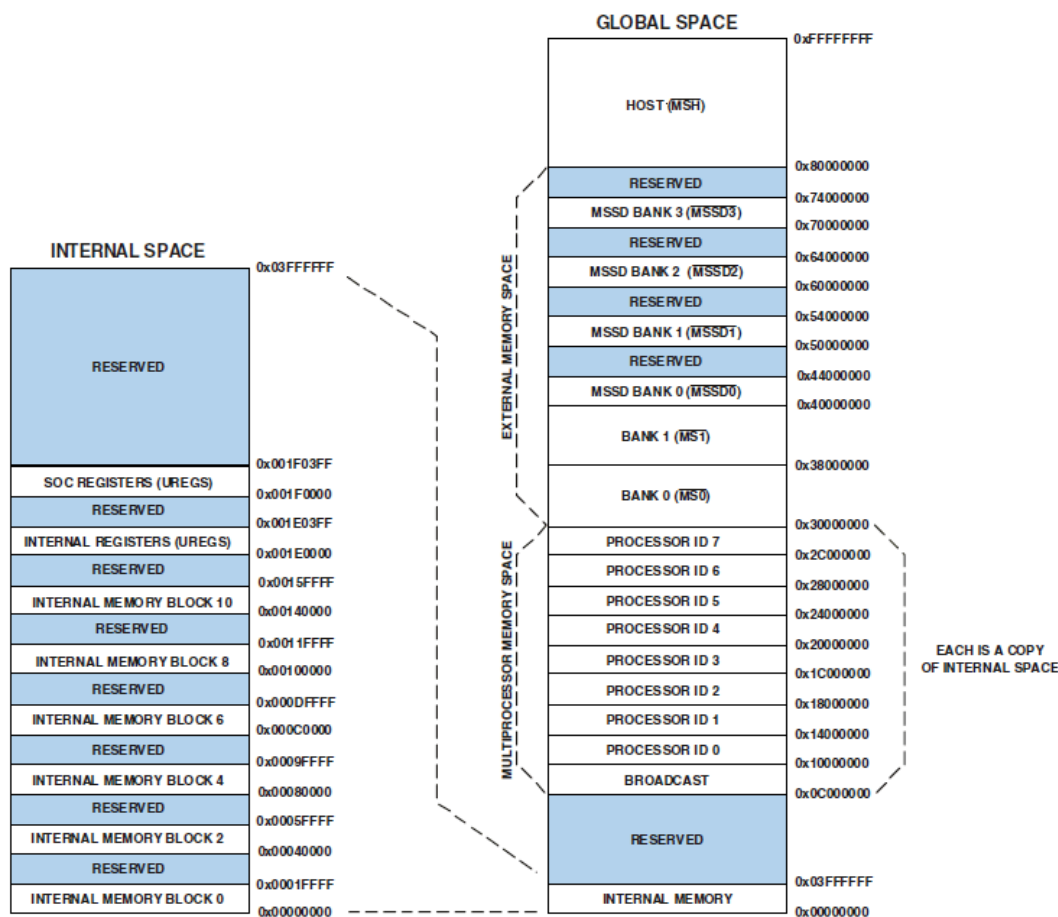 GLOBAL SPACE
0xFFFFFFFF
HOST (MSH)
0x80000000
RESERVED
0x74000000
MSSD BANK 3 (MSSD3)
0x70000000
RESERVED
0x64000000
MSSD BANK 2 (MSSD2)
0x60000000
RESERVED
0x54000000
MSSD BANK 1 (MSSD1)
0x50000000
RESERVED
0x44000000
MSSD BANK 0 (MSSD0)
0x40000000
BANK 1 (MS1)
0x38000000
BANK 0 (MS0)
0x30000000
PROCESSOR ID 7
0x2C000000
PROCESSOR ID 6
0x28000000
PROCESSOR ID 5
0x24000000
PROCESSOR ID 4
0x20000000
PROCESSOR ID 3
0x1C000000
PROCESSOR ID 2
0x18000000
PROCESSOR ID 1
0x14000000
PROCESSOR ID 0
0x10000000
BROADCAST
0x0C000000
RESERVED
0x03FFFFFF
INTERNAL MEMORY
0x00000000
EXTERNAL MEMORY SPACE
MULTIPROCESSOR MEMORY SPACE
EACH IS A COPY
OF INTERNAL SPACE
INTERNAL SPACE
0x03FFFFFF
RESERVED
0x001F03FF
SOC REGISTERS (UREGS)
0x001F0000
RESERVED
0x001E03FF
INTERNAL REGISTERS (UREGS)
0x001E0000
RESERVED
0x0015FFFF
INTERNAL MEMORY BLOCK 10
0x00140000
RESERVED
0x0011FFFF
INTERNAL MEMORY BLOCK 8
0x00100000
RESERVED
0x000DFFFF
INTERNAL MEMORY BLOCK 6
0x000C0000
RESERVED
0x0009FFFF
INTERNAL MEMORY BLOCK 4
0x00080000
RESERVED
0x0005FFFF
INTERNAL MEMORY BLOCK 2
0x00040000
RESERVED
0x0001FFFF
INTERNAL MEMORY BLOCK 0
0x00000000